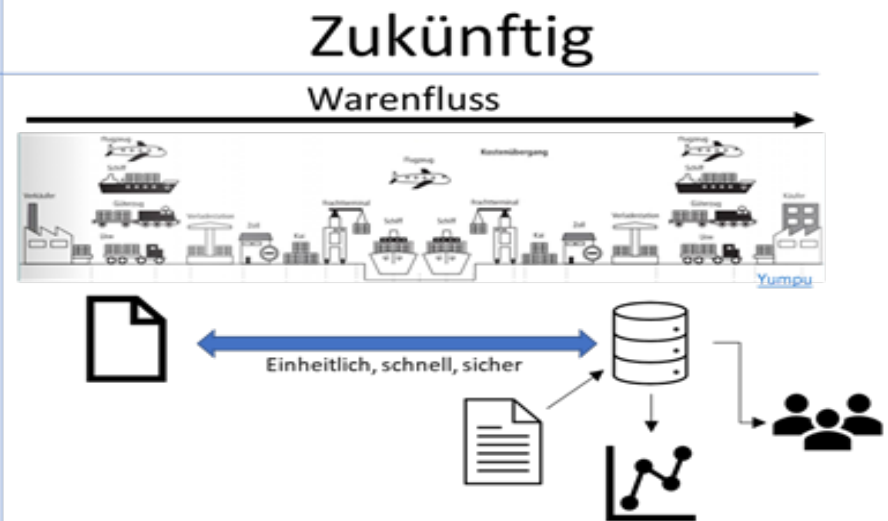 Zukünftig
Warenfluss
Flugzeug
Flugzeug
Schiff
Flugzeug
Kostenübergang
Schiff
Verkäufer
Güterzug
Frachtterminal
Frachtterminal
Güterzug
Käufer
Verladestation
Schiff
Schiff
Verladestation
Lkw
Zoll
Kai
Kai
Zoll
Lkw
Yumpu
Einheitlich, schnell, sicher